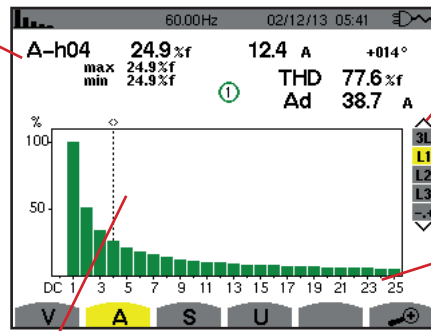 60.00Hz 02/12/13 05:41
A-h04 24.9 %f 12.4 A +014°
max 24.9%f
min 24.9%f
① THD 77.6 %f
Ad 38.7 A
%
100
50
3L
L1
L2
L3
DC 1 3 5 7 9 11 13 15 17 19 21 23 25
V A S U